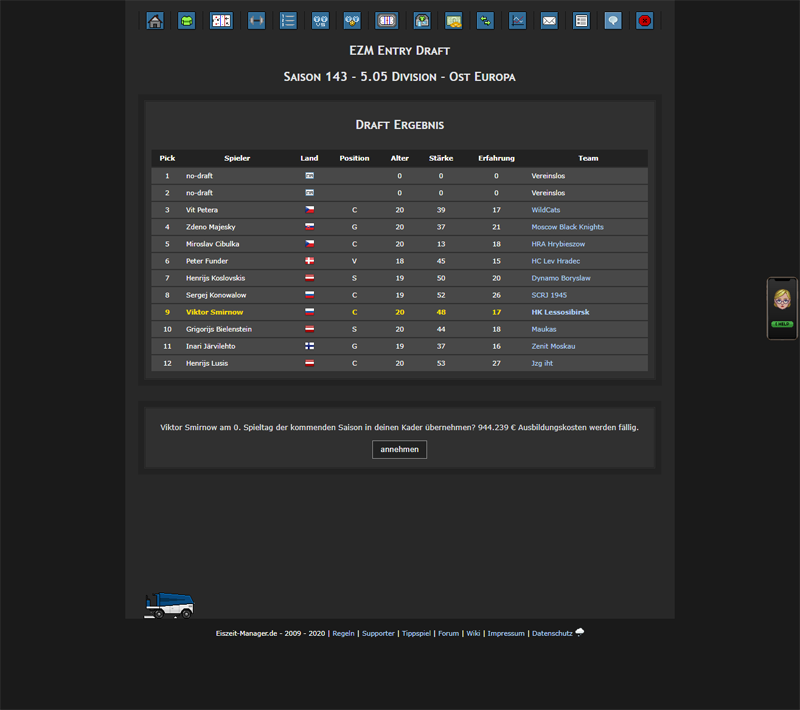 EZM Entry Draft
Saison 143 - 5.05 Division - Ost Europa
Draft Ergebnis
Pick Spieler Land Position Alter Stärke Erfahrung Team
1 no-draft 0 0 0 Vereinslos
2 no-draft 0 0 0 Vereinslos
3 Vit Petera C 20 39 17 WildCats
4 Zdeno Majesky G 20 37 21 Moscow Black Knights
5 Miroslav Cibulka C 20 13 18 HRA Hrybieszow
6 Peter Funder V 18 45 15 HC Lev Hradec
7 Henrijs Koslovskis S 19 50 20 Dynamo Boryslaw
8 Sergej Konowalow C 19 52 26 SCRJ 1945
9 Viktor Smirnow C 20 48 17 HK Lessosibirsk
10 Grigorijs Bielenstein S 20 44 18 Maukas
11 Inari Järvilehto G 19 37 16 Zenit Moskau
12 Henrijs Lusis C 20 53 27 Jzg iht
Viktor Smirnow am 0. Spieltag der kommenden Saison in deinen Kader übernehmen? 944.239 € Ausbildungskosten werden fällig.
annehmen
Eiszeit-Manager.de - 2009 - 2020 | Regeln | Supporter | Tippspiel | Forum | Wiki | Impressum | Datenschutz